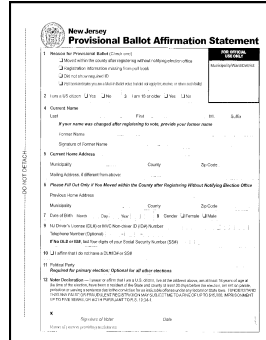 New Jersey
Provisional Ballot Affirmation Statement
FOR OFFICIAL USE ONLY
Municipality/Ward/District
1 Reason for Provisional Ballot (Check one)
Moved within the county after registering without notifying election office
Registration information missing from poll book
Did not show required ID
2 I am a US citizen Yes No 3 I am 18 or older Yes No
4 Current Name
Last First MI Suffix
If your name was changed after registering to vote, provide your former name
Former Name
Signature of Former Name
5 Current Home Address
Municipality County Zip Code
Mailing Address, if different from above:
6 Please Fill Out Only if You Moved within the County after Registering Without Notifying Election Office
Previous Home Address
Municipality County Zip Code
7 Date of Birth Month Day Year 8 Gender Female Male
9 NJ Driver's License (DL#) or MVC Non-driver ID (ID#) Number
Telephone Number (Optional)
If No DL# or ID#, last four digits of your Social Security Number (SS#)
10 I affirm that I do not have a DL#/ID# or SS#
11 Political Party
Required for primary election; Optional for all other elections
12 Voter Declaration
X
Signature of Voter Date
DO NOT DETACH